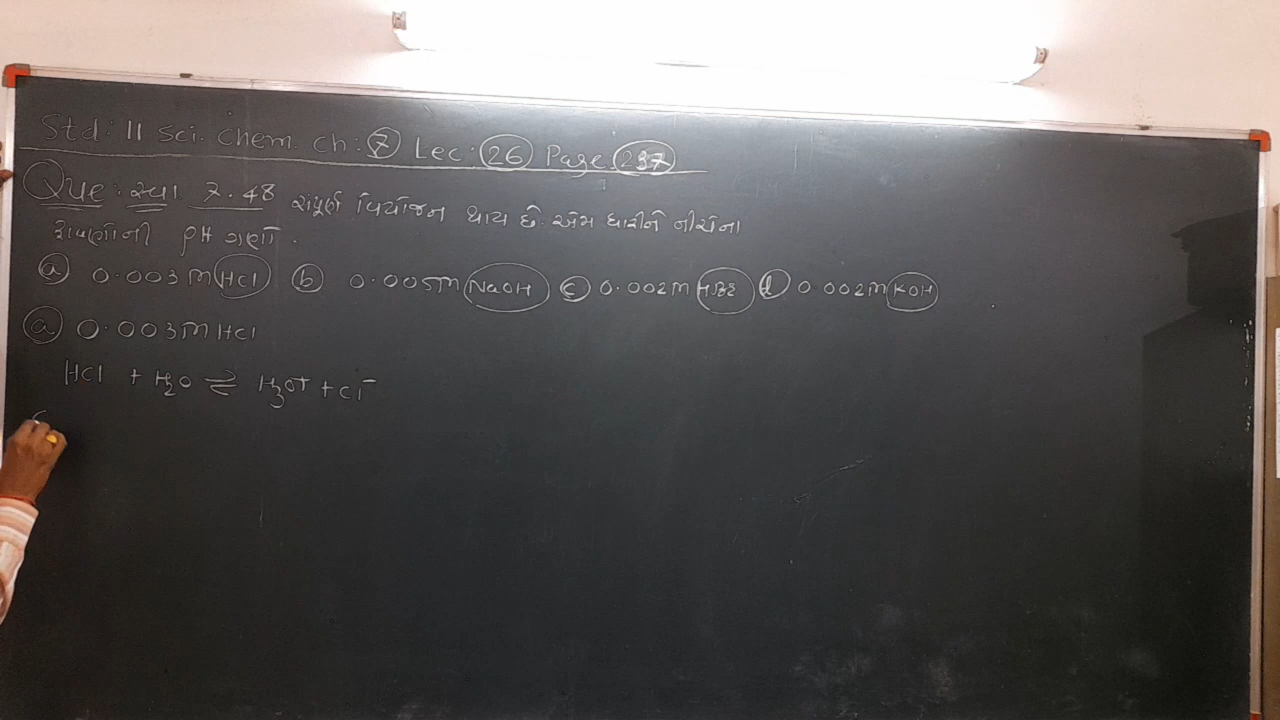 Std: 11 Sci. Chem. Ch: 7 Lec: 26 Page. 237
Que: સ્વા. 7.48 સંપૂર્ણ વિયોજન થાય છે. એમ ધારીને નીચેના
દ્રાવણોની pH ગણો.
(a) 0.003 M HCl (b) 0.005 M NaOH (c) 0.002 M HBr (d) 0.002 M KOH
(a) 0.003 M HCl
HCl + H₂O ⇌ H₃O⁺ + Cl⁻